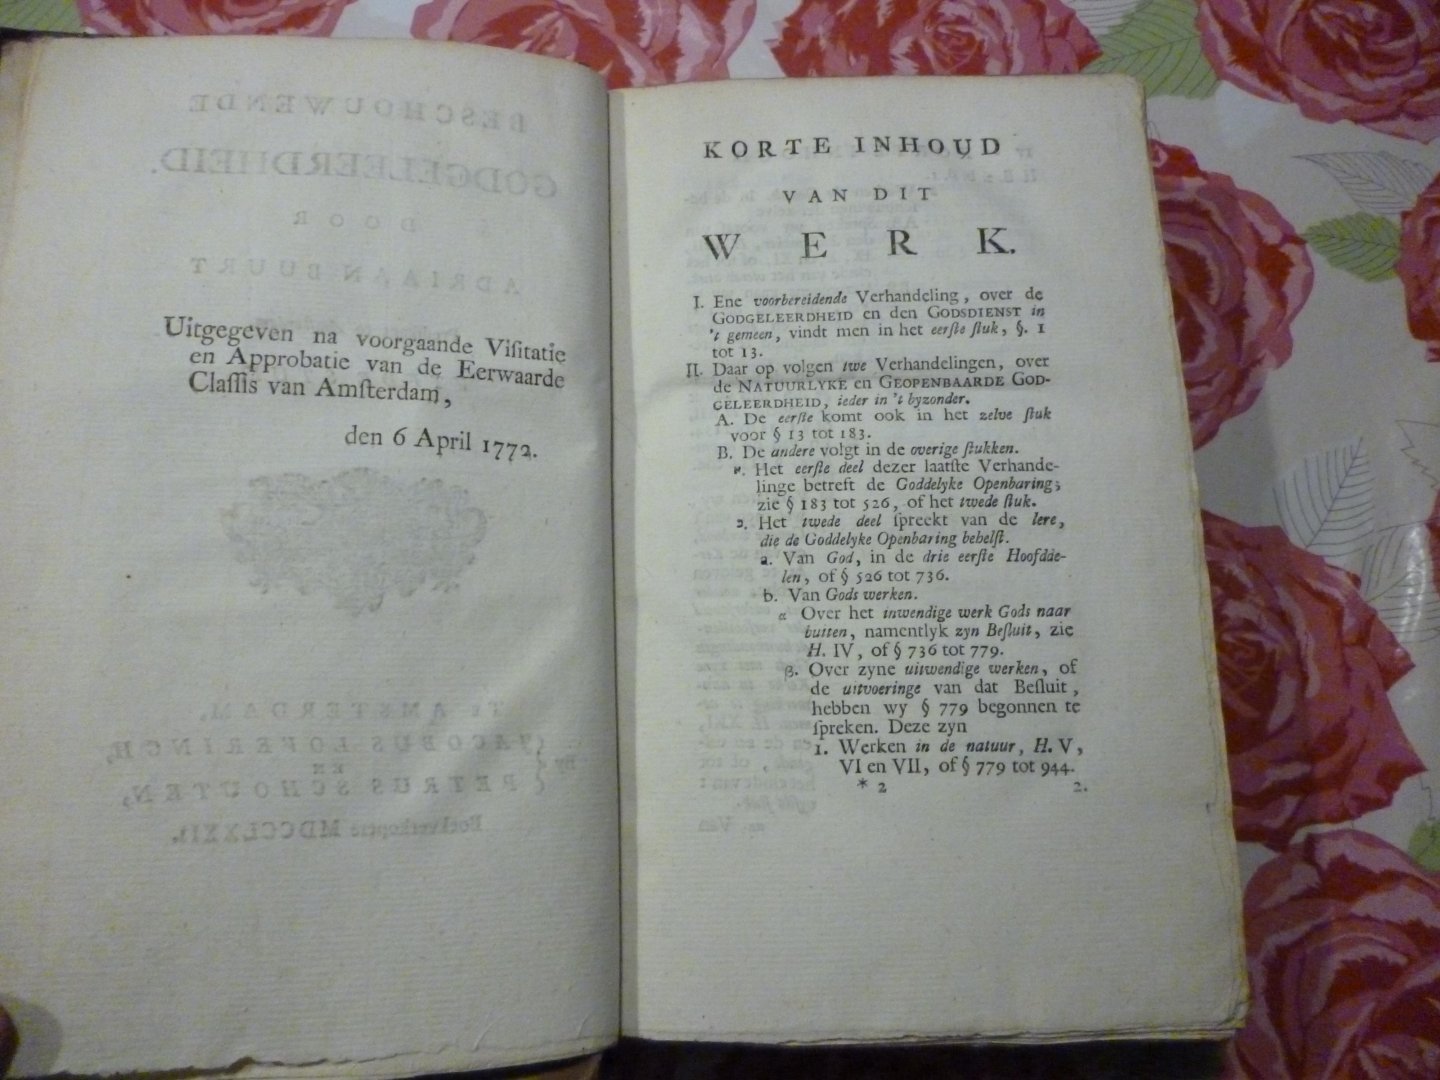 Uitgegeven na voorgaande Viſitatie
en Approbatie van de Eerwaarde
Claſſis van Amſterdam,
den 6 April 1772.
KORTE INHOUD
VAN DIT
WERK.
I. Ene voorbereidende Verhandeling, over de
GODGELEERDHEID en den GODSDIENST in
't gemeen, vindt men in het eerſte ſtuk, §. 1
tot 13.
II. Daar op volgen twe Verhandelingen, over
de NATUURLYKE en GEOPENBAARDE GOD-
GELEERDHEID, ieder in 't byzonder.
A. De eerſte komt ook in het zelve ſtuk
voor § 13 tot 183.
B. De andere volgt in de overige ſtukken.
א. Het eerſte deel dezer laatſte Verhande-
linge betreft de Goddelyke Openbaring;
zie § 183 tot 526, of het twede ſtuk.
ב. Het twede deel ſpreekt van de lere,
die de Goddelyke Openbaring behelſt.
a. Van God, in de drie eerſte Hoofdde-
len, of § 526 tot 736.
b. Van Gods werken.
α Over het inwendige werk Gods naar
buiten, namentlyk zyn Beſluit, zie
H. IV, of § 736 tot 779.
β. Over zyne uitwendige werken, of
de uitvoeringe van dat Beſluit,
hebben wy § 779 begonnen te
ſpreken. Deze zyn
1. Werken in de natuur, H. V,
VI en VII, of § 779 tot 944.
* 2 2.